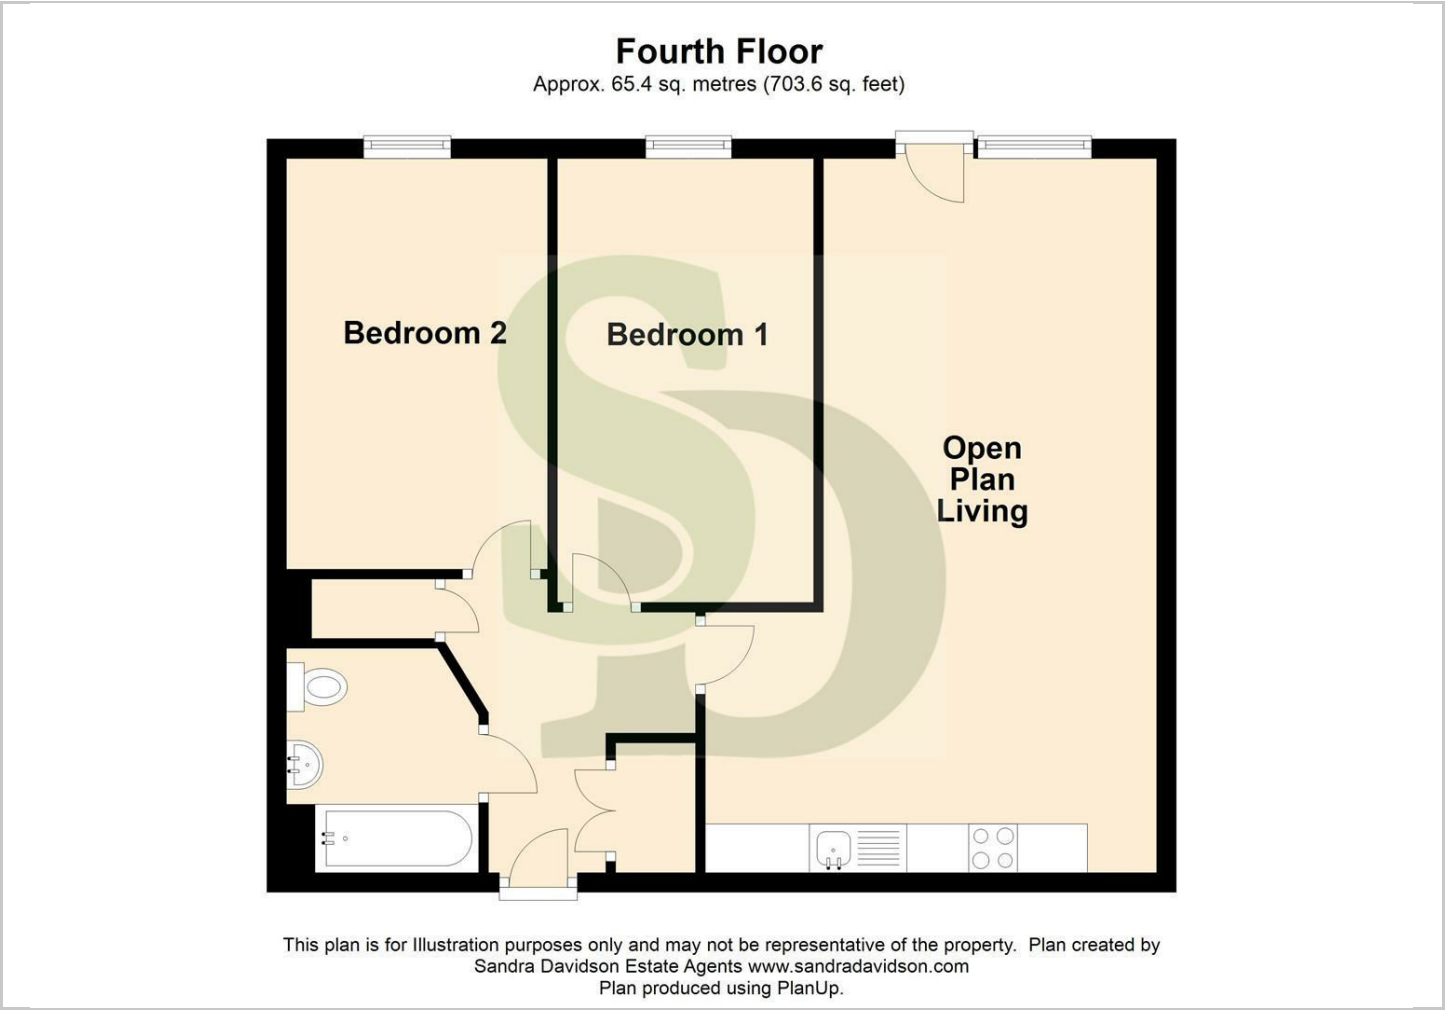 Fourth Floor
Approx. 65.4 sq. metres (703.6 sq. feet)
Bedroom 2
Bedroom 1
Open
Plan
Living
SD
This plan is for Illustration purposes only and may not be representative of the property.  Plan created by
Sandra Davidson Estate Agents www.sandradavidson.com
Plan produced using PlanUp.